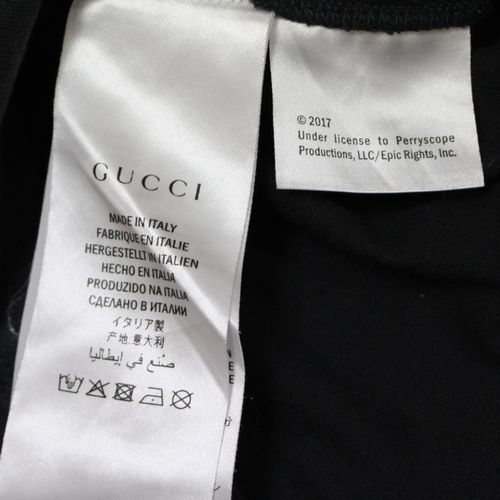 GUCCI
MADE IN ITALY
FABRIQUE EN ITALIE
HERGESTELLT IN ITALIEN
HECHO EN ITALIA
PRODUZIDO NA ITALIA
СДЕЛАНО В ИТАЛИИ
イタリア製
产地:意大利
صنع في إيطاليا
© 2017
Under license to Perryscope
Productions, LLC/Epic Rights, Inc.